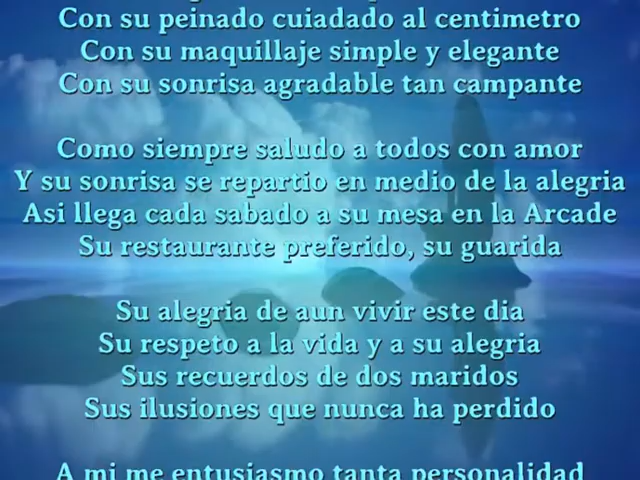 Con su peinado cuiadado al centimetro
Con su maquillaje simple y elegante
Con su sonrisa agradable tan campante
Como siempre saludo a todos con amor
Y su sonrisa se repartio en medio de la alegria
Asi llega cada sabado a su mesa en la Arcade
Su restaurante preferido, su guarida
Su alegria de aun vivir este dia
Su respeto a la vida y a su alegria
Sus recuerdos de dos maridos
Sus ilusiones que nunca ha perdido
A mi me entusiasmo tanta personalidad